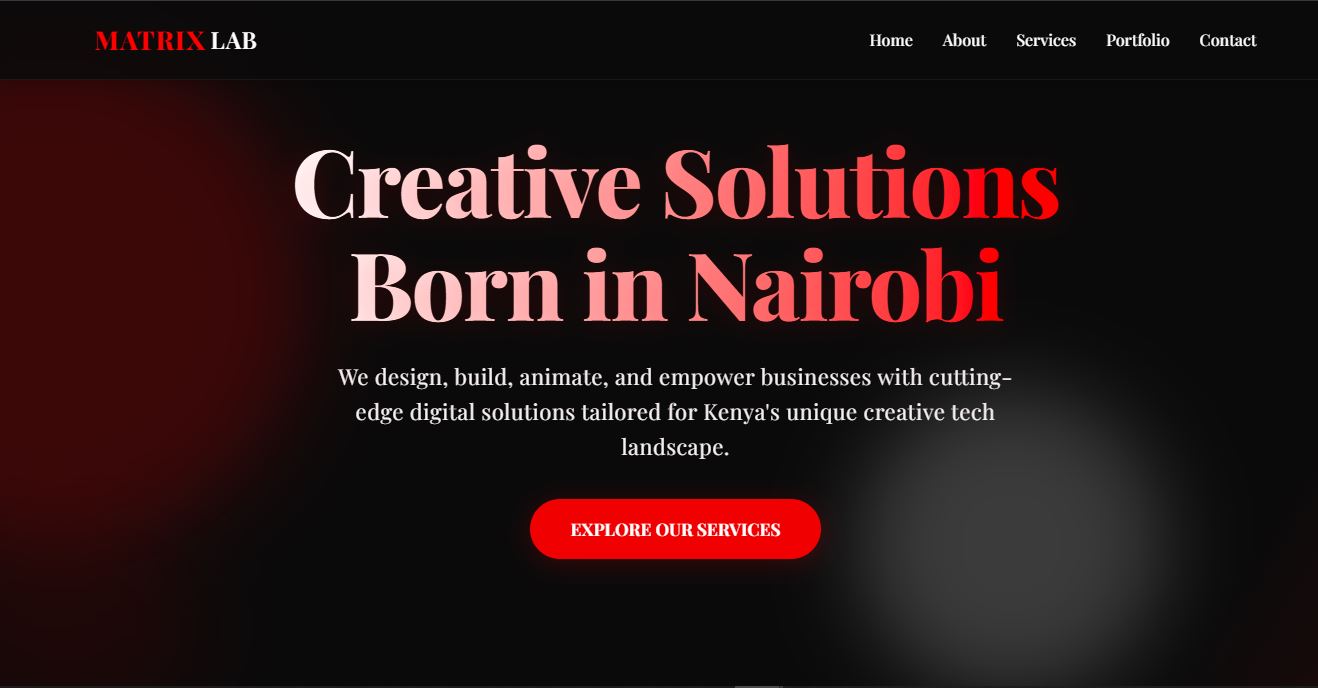 MATRIX LAB
Home About Services Portfolio Contact
Creative Solutions
Born in Nairobi
We design, build, animate, and empower businesses with cutting-
edge digital solutions tailored for Kenya's unique creative tech
landscape.
EXPLORE OUR SERVICES